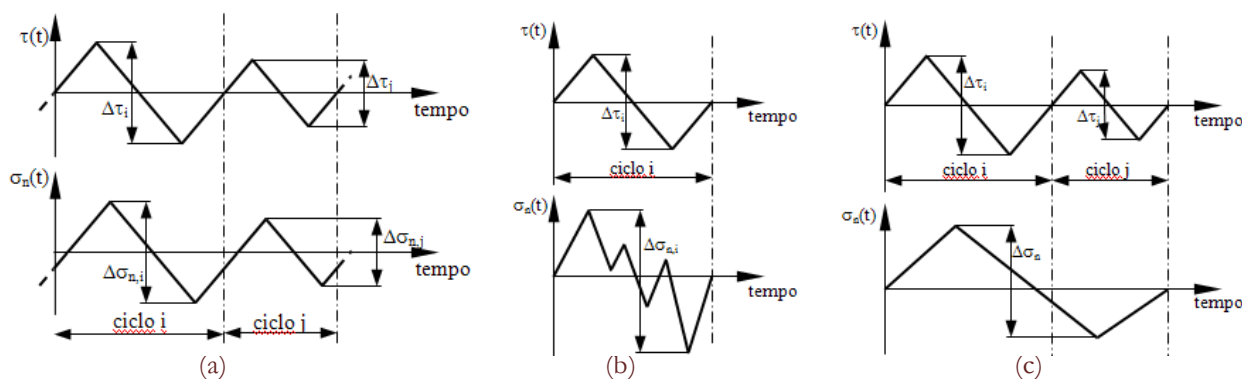 τ(t)
Δτᵢ
Δτⱼ
tempo
σₙ(t)
Δσₙ,ᵢ
Δσₙ,ⱼ
tempo
ciclo i
ciclo j
(a)
τ(t)
Δτᵢ
tempo
ciclo i
σₙ(t)
Δσₙ,ᵢ
tempo
(b)
τ(t)
Δτᵢ
Δτⱼ
tempo
ciclo i
ciclo j
σₙ(t)
Δσₙ
tempo
(c)